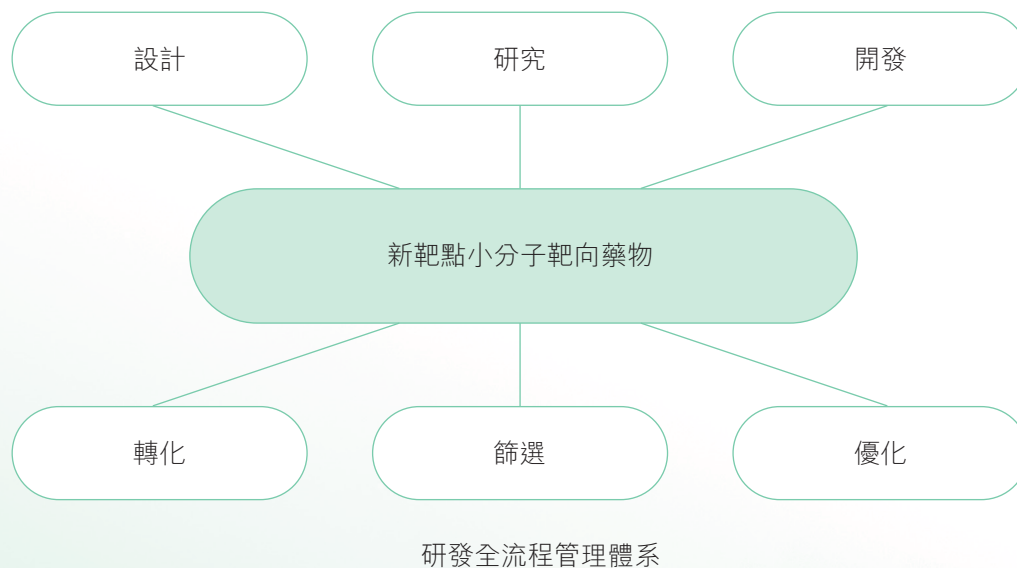 設計
研究
開發
新靶點小分子靶向藥物
轉化
篩選
優化
研發全流程管理體系